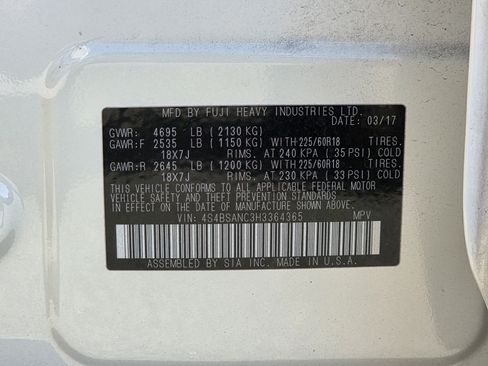 MFD BY FUJI HEAVY INDUSTRIES LTD.
DATE: 03/17
GVWR: 4695 LB ( 2130 KG)
GAWR:F 2535 LB ( 1150 KG) WITH 225/60R18 TIRES.
18X7J RIMS. AT 240 KPA ( 35 PSI) COLD
GAWR:R 2645 LB ( 1200 KG) WITH 225/60R18 TIRES.
18X7J RIMS. AT 230 KPA ( 33 PSI) COLD
THIS VEHICLE CONFORMS TO ALL APPLICABLE FEDERAL MOTOR
VEHICLE SAFETY AND THEFT PREVENTION STANDARDS IN
EFFECT ON THE DATE OF MANUFACTURE SHOWN ABOVE.
VIN: 4S4BSANC3H3364365 MPV
ASSEMBLED BY SIA INC. MADE IN U.S.A.